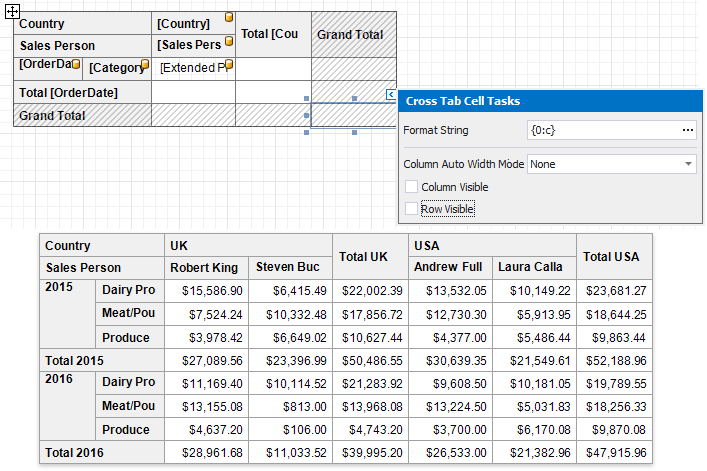 Country [Country] Total [Cou Grand Total
Sales Person [Sales Pers
[OrderDa [Category [Extended Pr
Total [OrderDate]
Grand Total
Cross Tab Cell Tasks
Format String {0:c} ...
Column Auto Width Mode None
Column Visible
Row Visible
Country UK Total UK USA Total USA
Sales Person Robert King Steven Buc Andrew Full Laura Calla
2015 Dairy Pro $15,586.90 $6,415.49 $22,002.39 $13,532.05 $10,149.22 $23,681.27
Meat/Pou $7,524.24 $10,332.48 $17,856.72 $12,730.30 $5,913.95 $18,644.25
Produce $3,978.42 $6,649.02 $10,627.44 $4,377.00 $5,486.44 $9,863.44
Total 2015 $27,089.56 $23,396.99 $50,486.55 $30,639.35 $21,549.61 $52,188.96
2016 Dairy Pro $11,169.40 $10,114.52 $21,283.92 $9,608.50 $10,181.05 $19,789.55
Meat/Pou $13,155.08 $813.00 $13,968.08 $13,224.50 $5,031.83 $18,256.33
Produce $4,637.20 $106.00 $4,743.20 $3,700.00 $6,170.08 $9,870.08
Total 2016 $28,961.68 $11,033.52 $39,995.20 $26,533.00 $21,382.96 $47,915.96